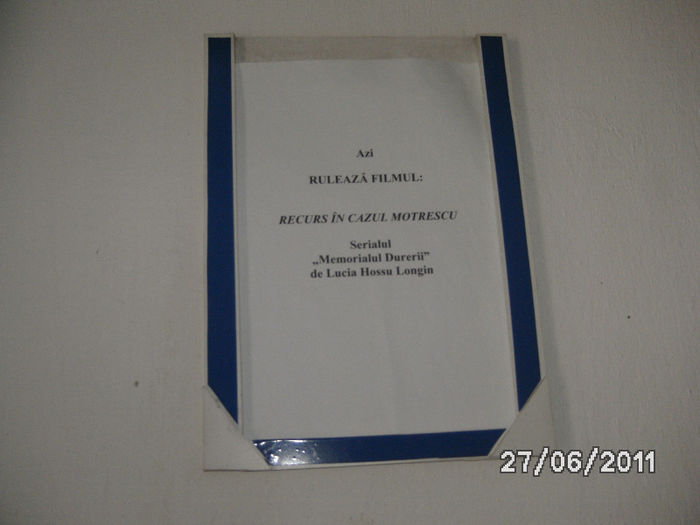 Azi
RULEAZĂ FILMUL:
RECURS ÎN CAZUL MOTRESCU
Serialul
„Memorialul Durerii”
de Lucia Hossu Longin
27/06/2011